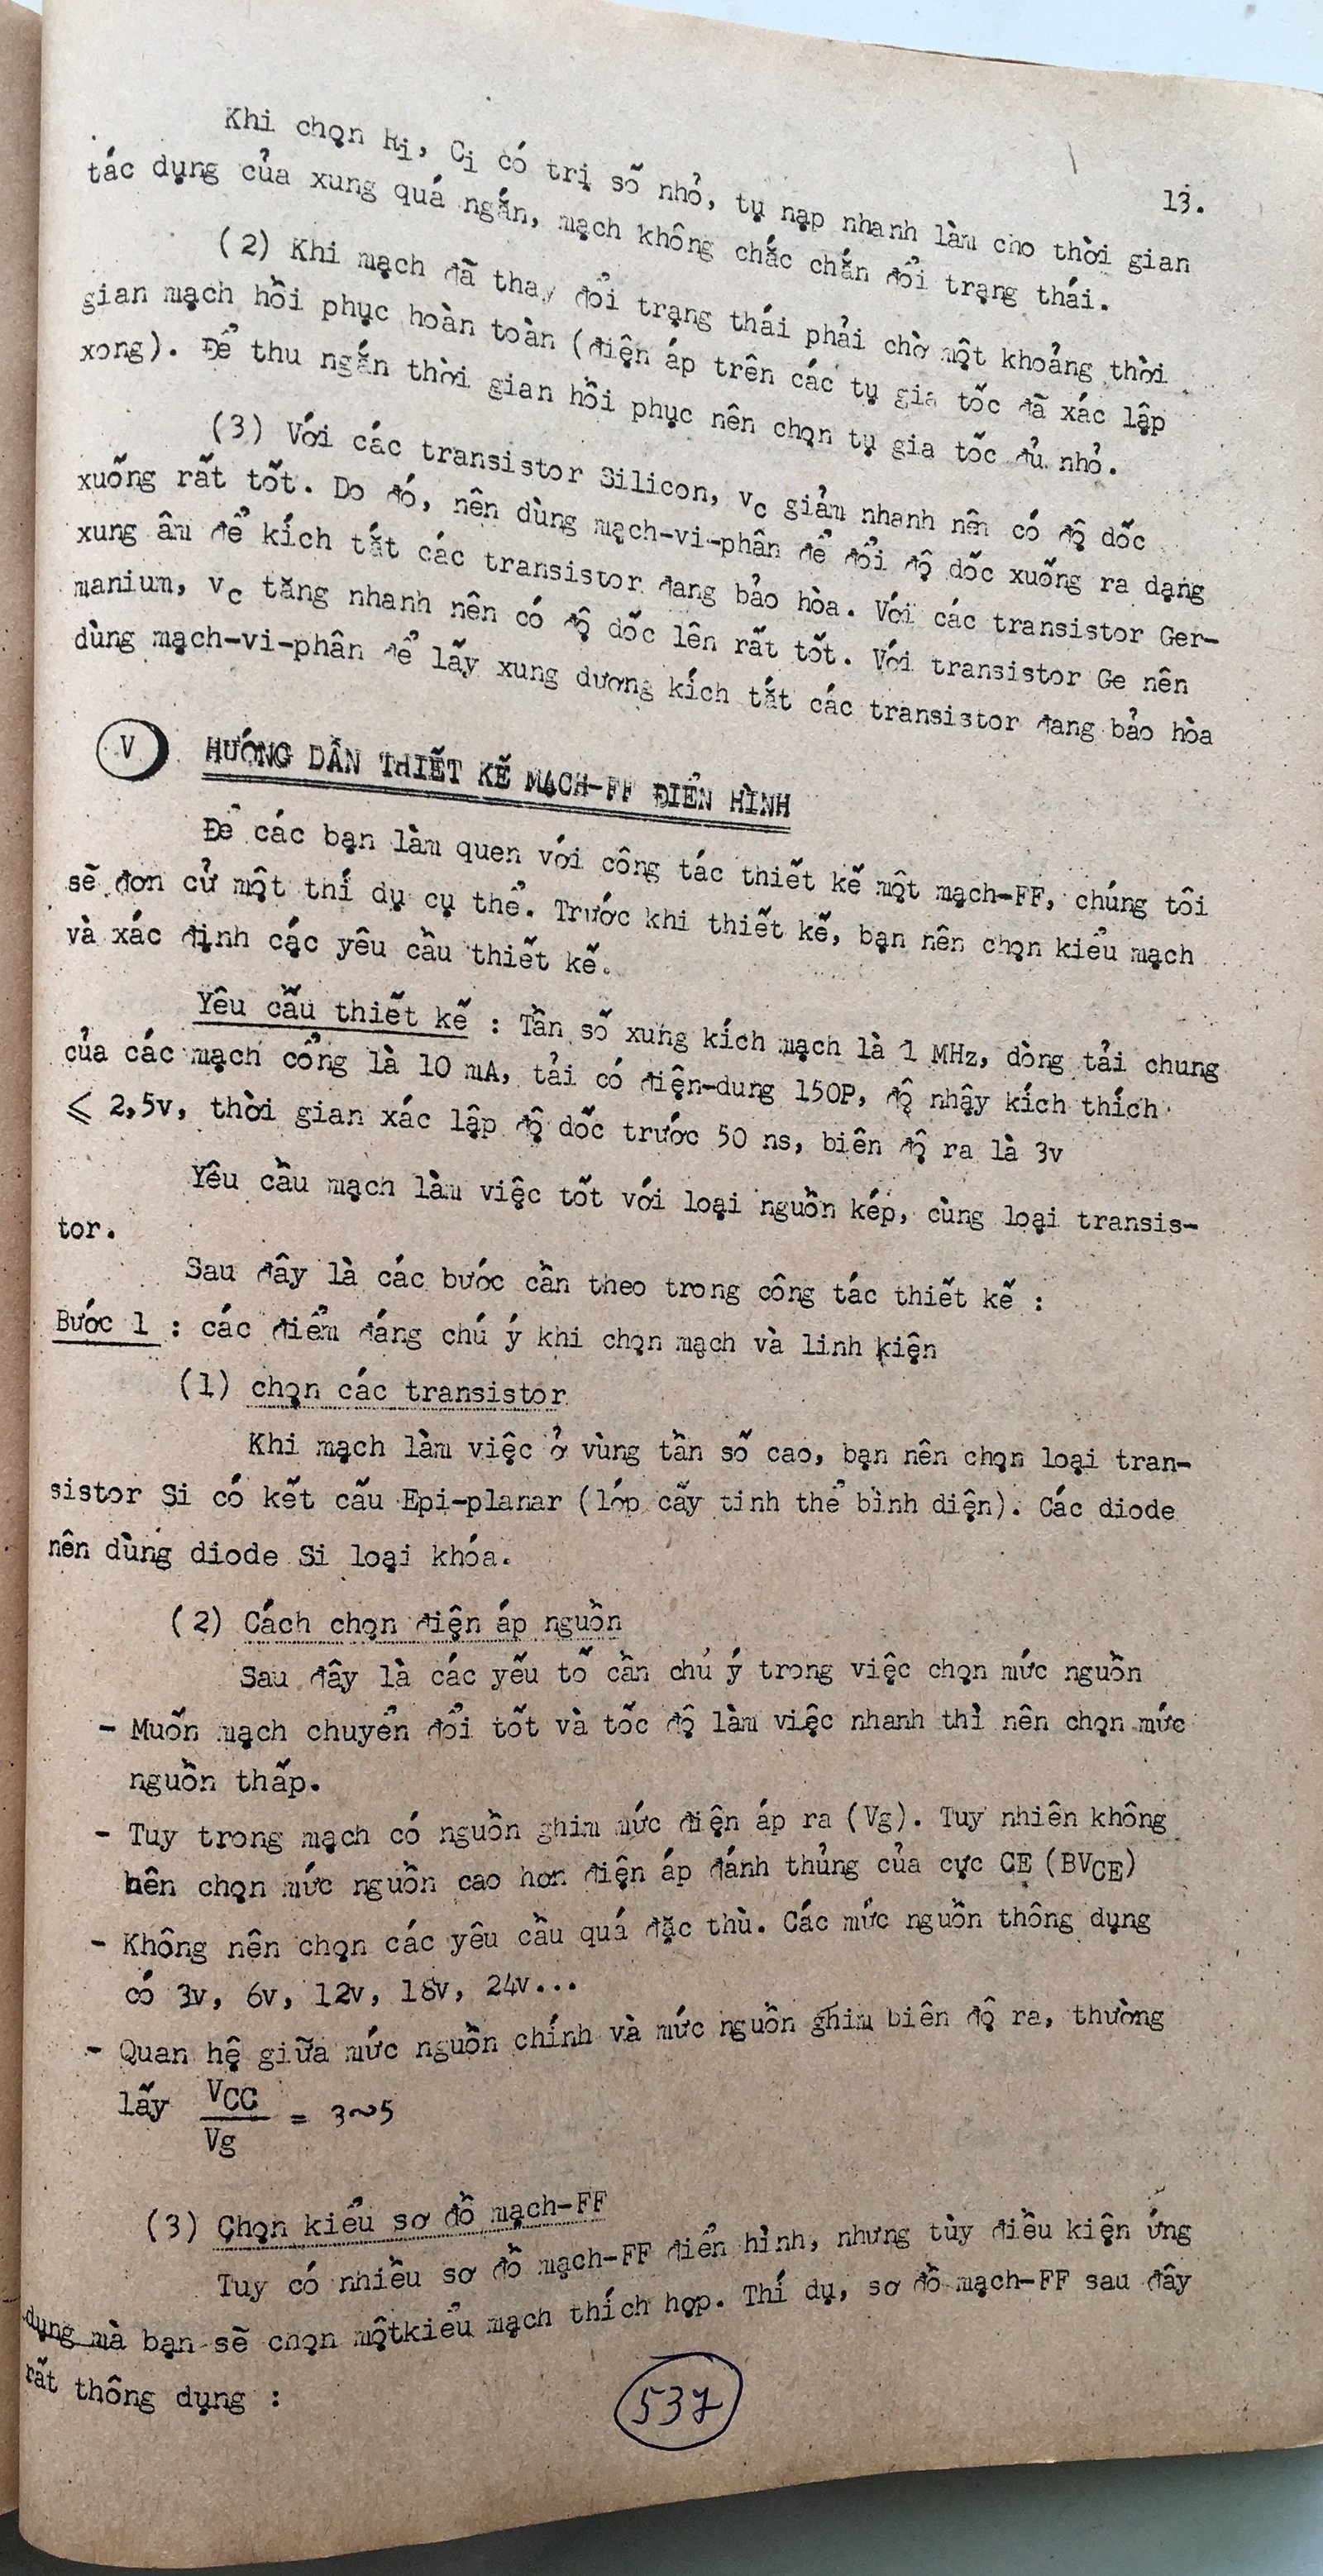 13.
Khi chọn Ri, Ci có trị số nhỏ, tụ nạp nhanh làm cho thời gian
tác dụng của xung quá ngắn, mạch không chắc chắn đổi trạng thái.
(2) Khi mạch đã thay đổi trạng thái phải chờ một khoảng thời
gian mạch hồi phục hoàn toàn (điện áp trên các tụ gia tốc đã xác lập
xong). Để thu ngắn thời gian hồi phục nên chọn tụ gia tốc đủ nhỏ.
(3) Với các transistor Silicon, vc giảm nhanh nên có độ dốc
xuống rất tốt. Do đó, nên dùng mạch-vi-phân để đổi độ dốc xuống ra dạng
xung âm để kích tắt các transistor đang bảo hòa. Với các transistor Ger-
manium, vc tăng nhanh nên có độ dốc lên rất tốt. Với transistor Ge nên
dùng mạch-vi-phân để lấy xung dương kích tắt các transistor đang bảo hòa
V HƯỚNG DẪN THIẾT KẾ MẠCH-FF ĐIỂN HÌNH
Để các bạn làm quen với công tác thiết kế một mạch-FF, chúng tôi
sẽ đơn cử một thí dụ cụ thể. Trước khi thiết kế, bạn nên chọn kiểu mạch
và xác định các yêu cầu thiết kế.
Yêu cầu thiết kế : Tần số xung kích mạch là 1 MHz, dòng tải chung
của các mạch cổng là 10 mA, tải có điện-dung 150P, độ nhậy kích thích
⩽ 2,5v, thời gian xác lập độ dốc trước 50 ns, biên độ ra là 3v
Yêu cầu mạch làm việc tốt với loại nguồn kép, cùng loại transis-
tor.
Sau đây là các bước cần theo trong công tác thiết kế :
Bước 1 : các điểm đáng chú ý khi chọn mạch và linh kiện
(1) chọn các transistor
Khi mạch làm việc ở vùng tần số cao, bạn nên chọn loại tran-
sistor Si có kết cấu Epi-planar (lớp cấy tinh thể bình diện). Các diode
nên dùng diode Si loại khóa.
(2) Cách chọn điện áp nguồn
Sau đây là các yếu tố cần chú ý trong việc chọn mức nguồn
- Muốn mạch chuyển đổi tốt và tốc độ làm việc nhanh thì nên chọn mức
nguồn thấp.
- Tuy trong mạch có nguồn ghim mức điện áp ra (Vg). Tuy nhiên không
nên chọn mức nguồn cao hơn điện áp đánh thủng của cực CE (BVCE)
- Không nên chọn các yêu cầu quá đặc thù. Các mức nguồn thông dụng
có 3v, 6v, 12v, 18v, 24v...
- Quan hệ giữa mức nguồn chính và mức nguồn ghim biên độ ra, thường
lấy VCC / Vg = 3~5
(3) Chọn kiểu sơ đồ mạch-FF
Tuy có nhiều sơ đồ mạch-FF điển hình, nhưng tùy điều kiện ứng
dụng mà bạn sẽ chọn mộtkiểu mạch thích hợp. Thí dụ, sơ đồ mạch-FF sau đây
rất thông dụng :
537